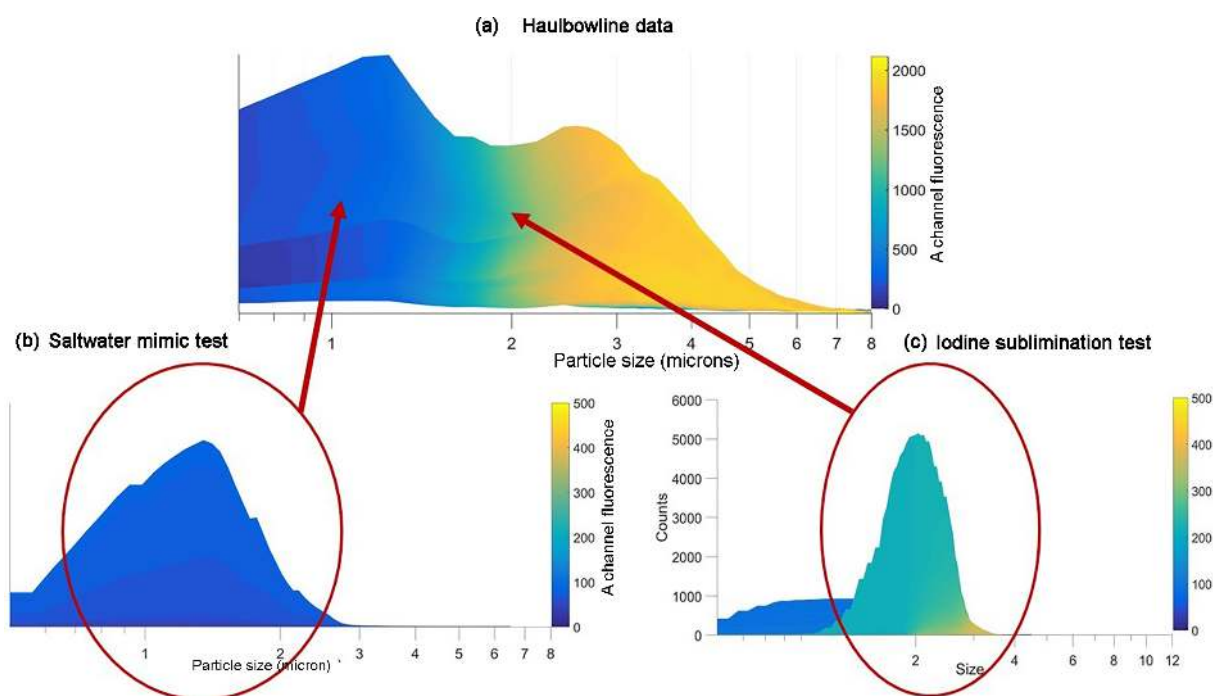 (a) Haulbowline data
2000
1500
1000
500
0
A channel fluorescence
1 2 3 4 5 6 7 8
Particle size (microns)
(b) Saltwater mimic test
500
400
300
200
100
0
A channel fluorescence
1 2 3 4 5 6 7 8
Particle size (micron)
(c) Iodine sublimination test
6000
5000
4000
3000
2000
1000
0
Counts
500
400
300
200
100
0
2 4 6 8 10 12
Size